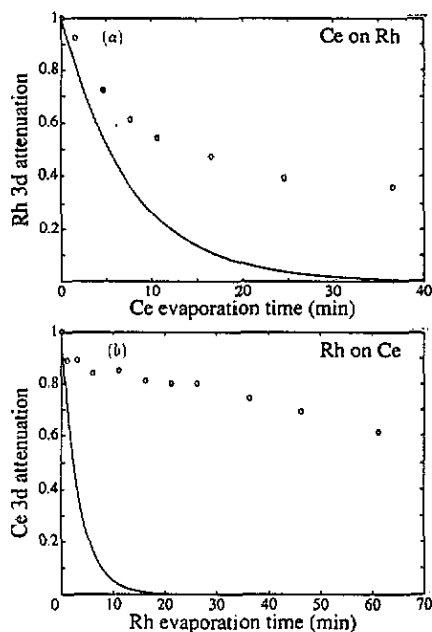 1
(a)
Ce on Rh
0.8
0.6
0.4
0.2
Rh 3d attenuation
0 10 20 30 40
Ce evaporation time (min)
1
(b)
Rh on Ce
0.8
0.6
0.4
0.2
Ce 3d attenuation
0 10 20 30 40 50 60 70
Rh evaporation time (min)